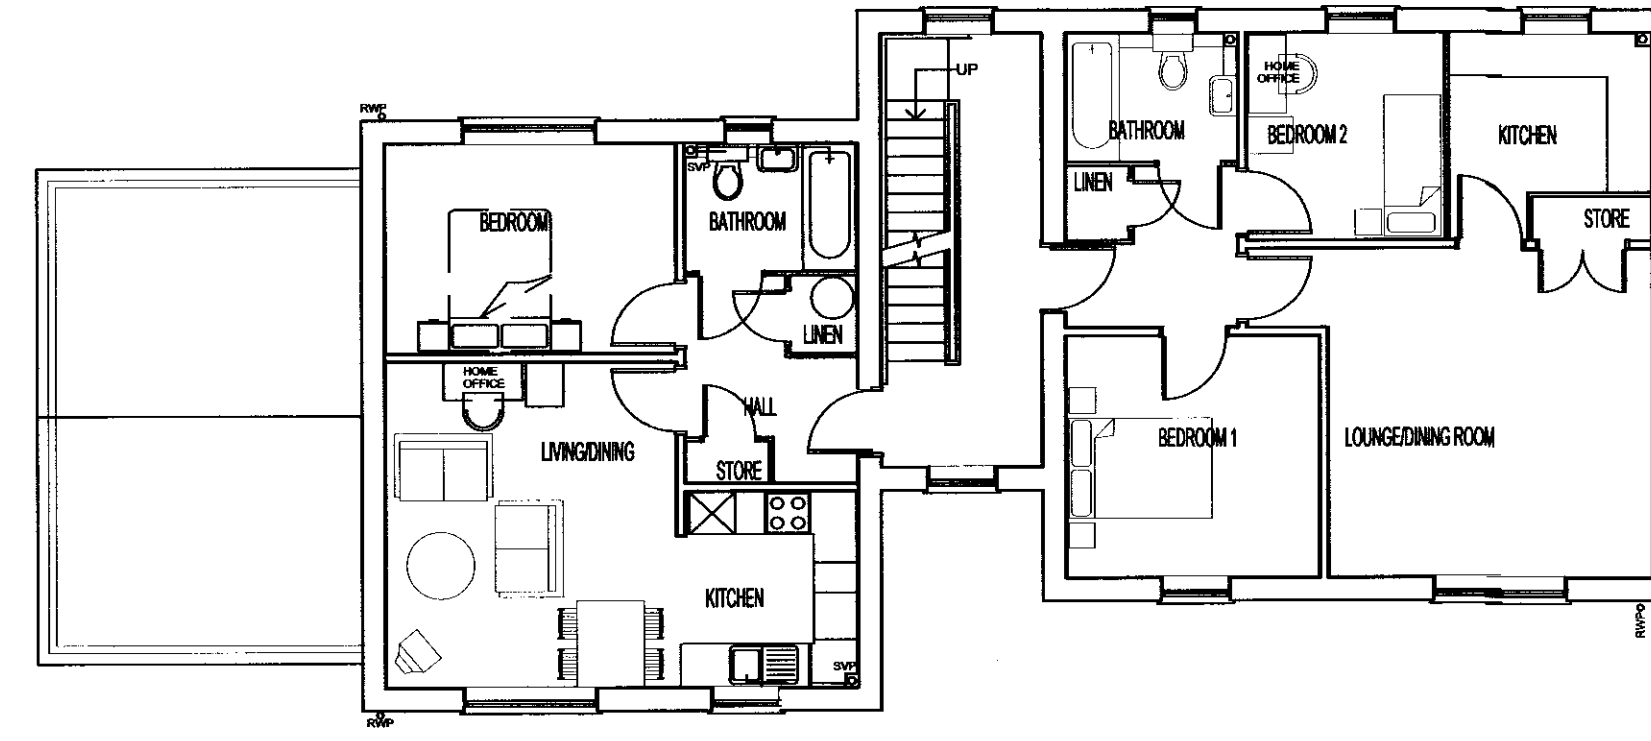 UP
HOME
OFFICE
RWP
BATHROOM
BEDROOM 2
KITCHEN
SVP
LINEN
BEDROOM
BATHROOM
STORE
LINEN
HOME
OFFICE
HALL
LIVING/DINING
BEDROOM 1
LOUNGE/DINING ROOM
STORE
KITCHEN
RWP
SVP
RWP